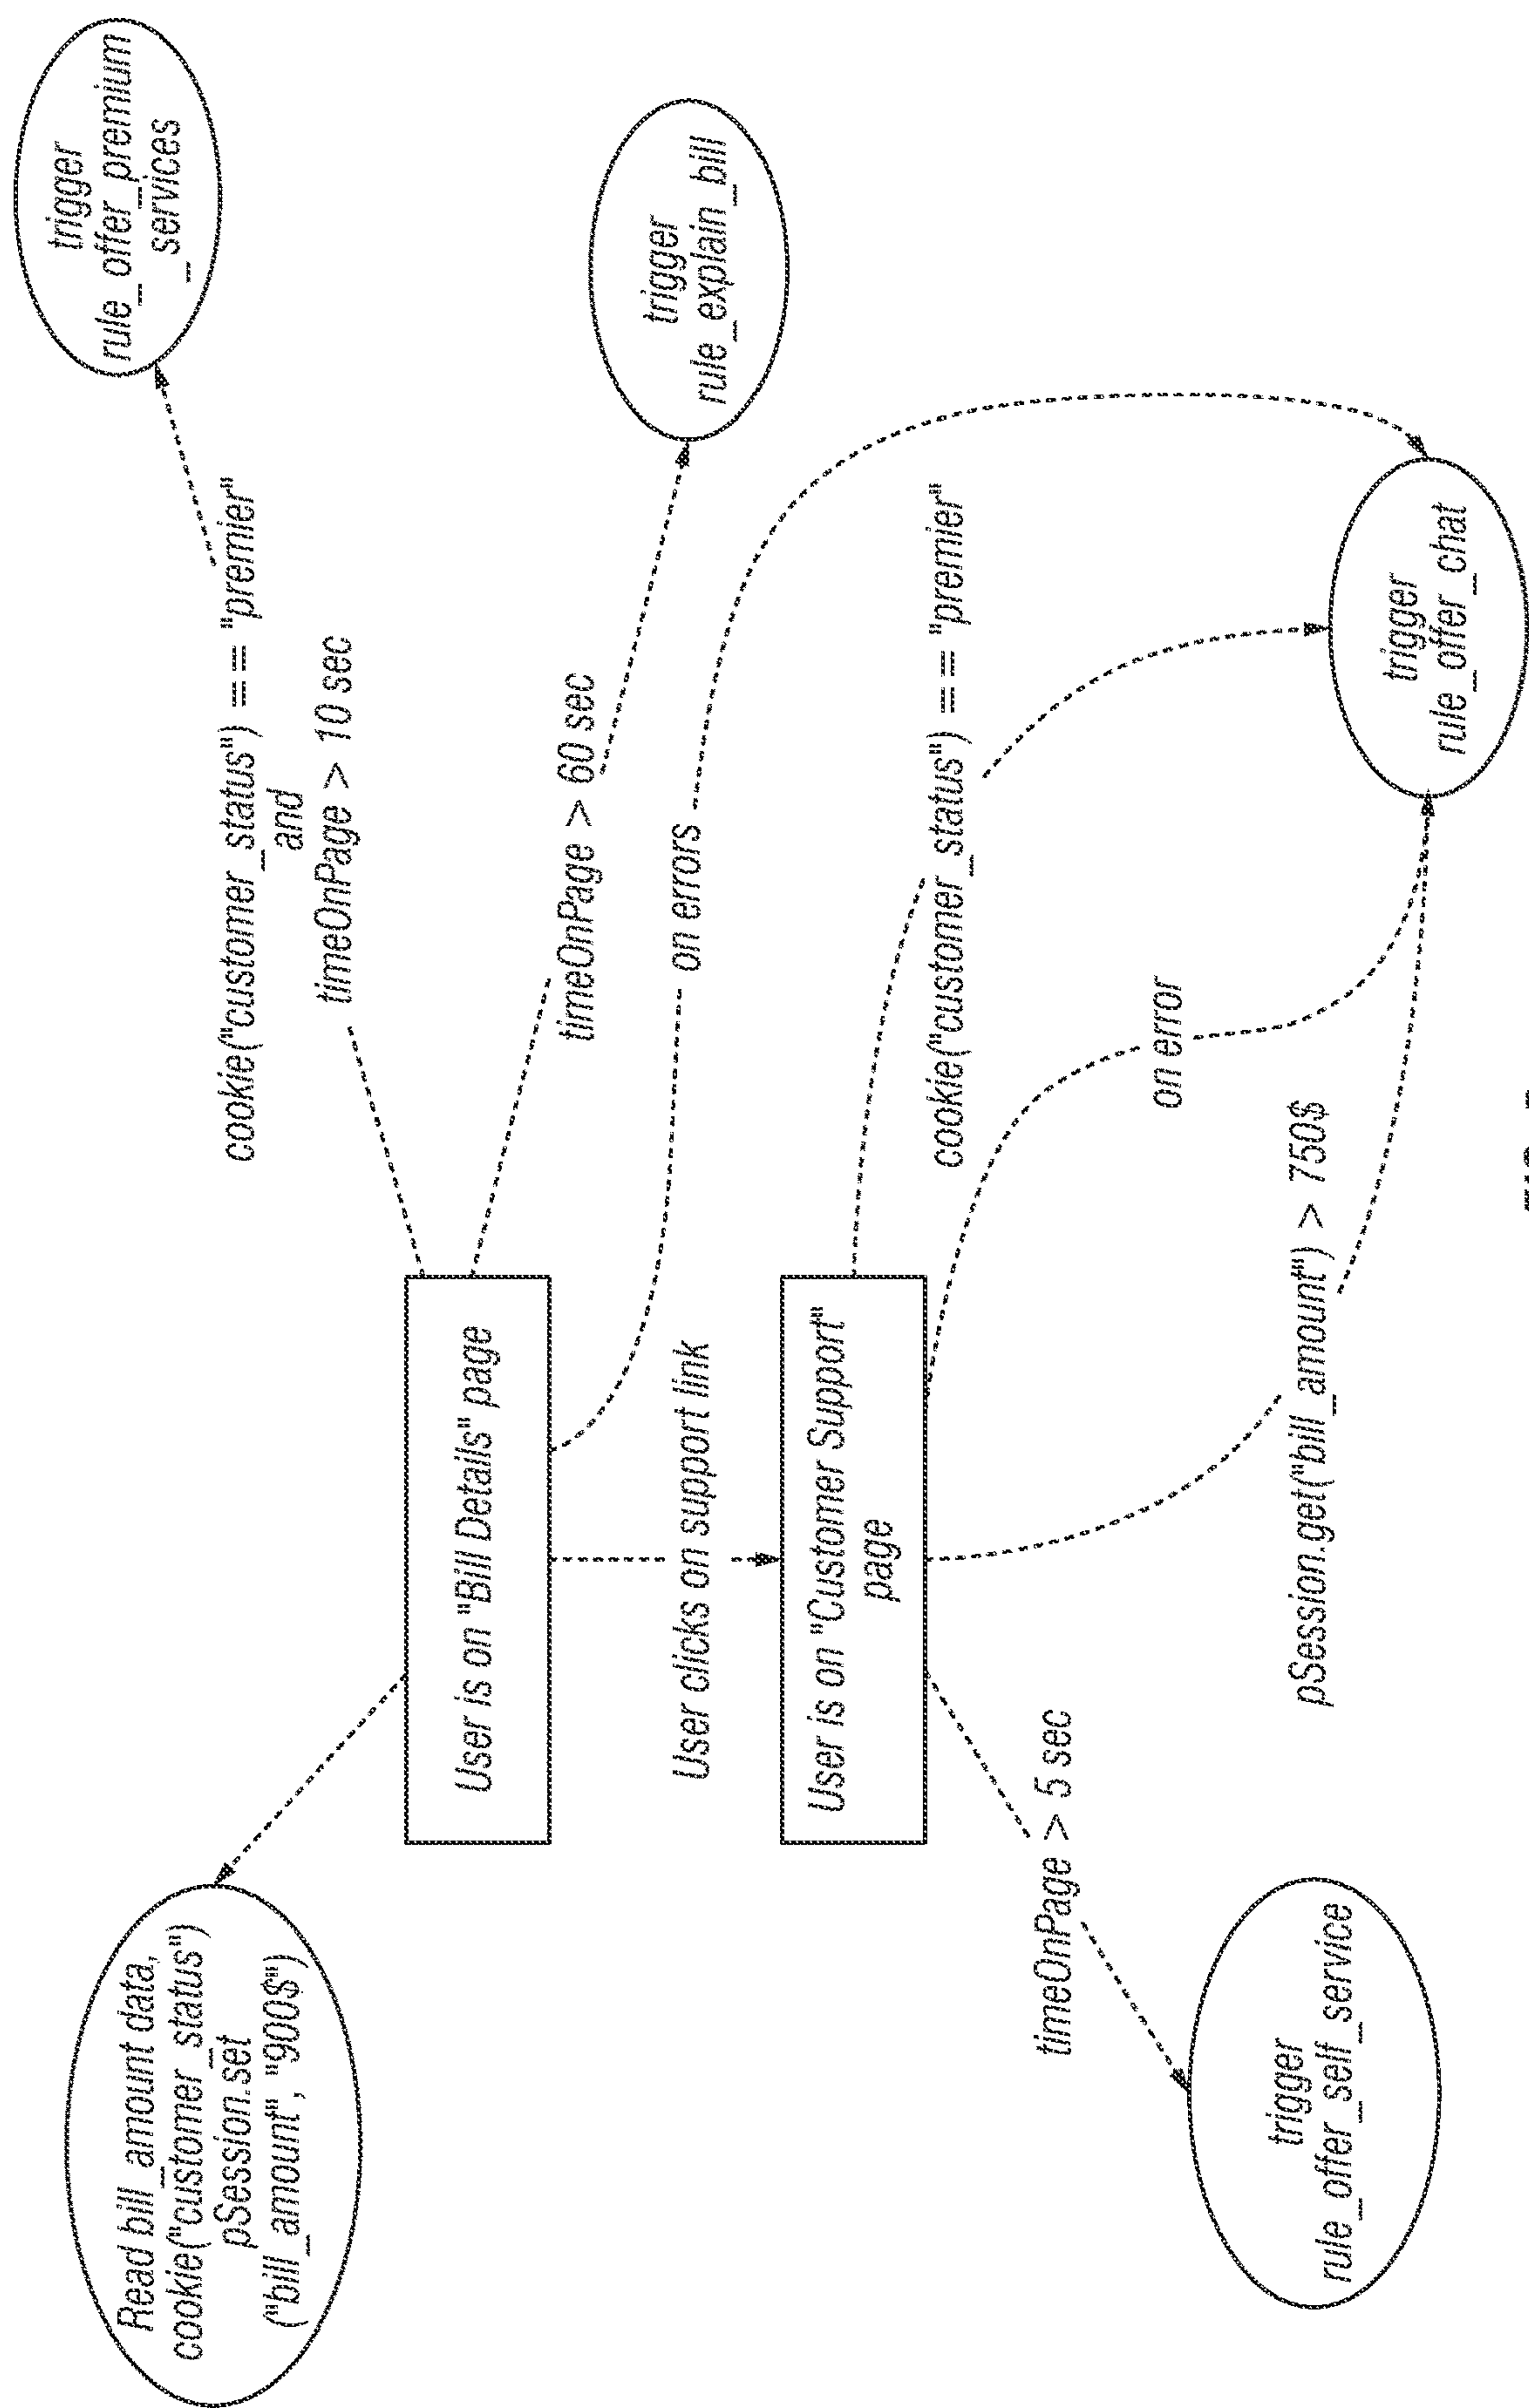 Read bill_amount data,
cookie("customer_status")
pSession.set
("bill_amount", "900$")
cookie("customer_status") == "premier"
and
timeOnPage > 10 sec
trigger
rule_offer_premium
_services
User is on "Bill Details" page
timeOnPage > 60 sec
trigger
rule_explain_bill
User clicks on support link
on errors
User is on "Customer Support"
page
cookie("customer_status") == "premier"
timeOnPage > 5 sec
on error
trigger
rule_offer_self_service
pSession.get("bill_amount") > 750$
trigger
rule_offer_chat